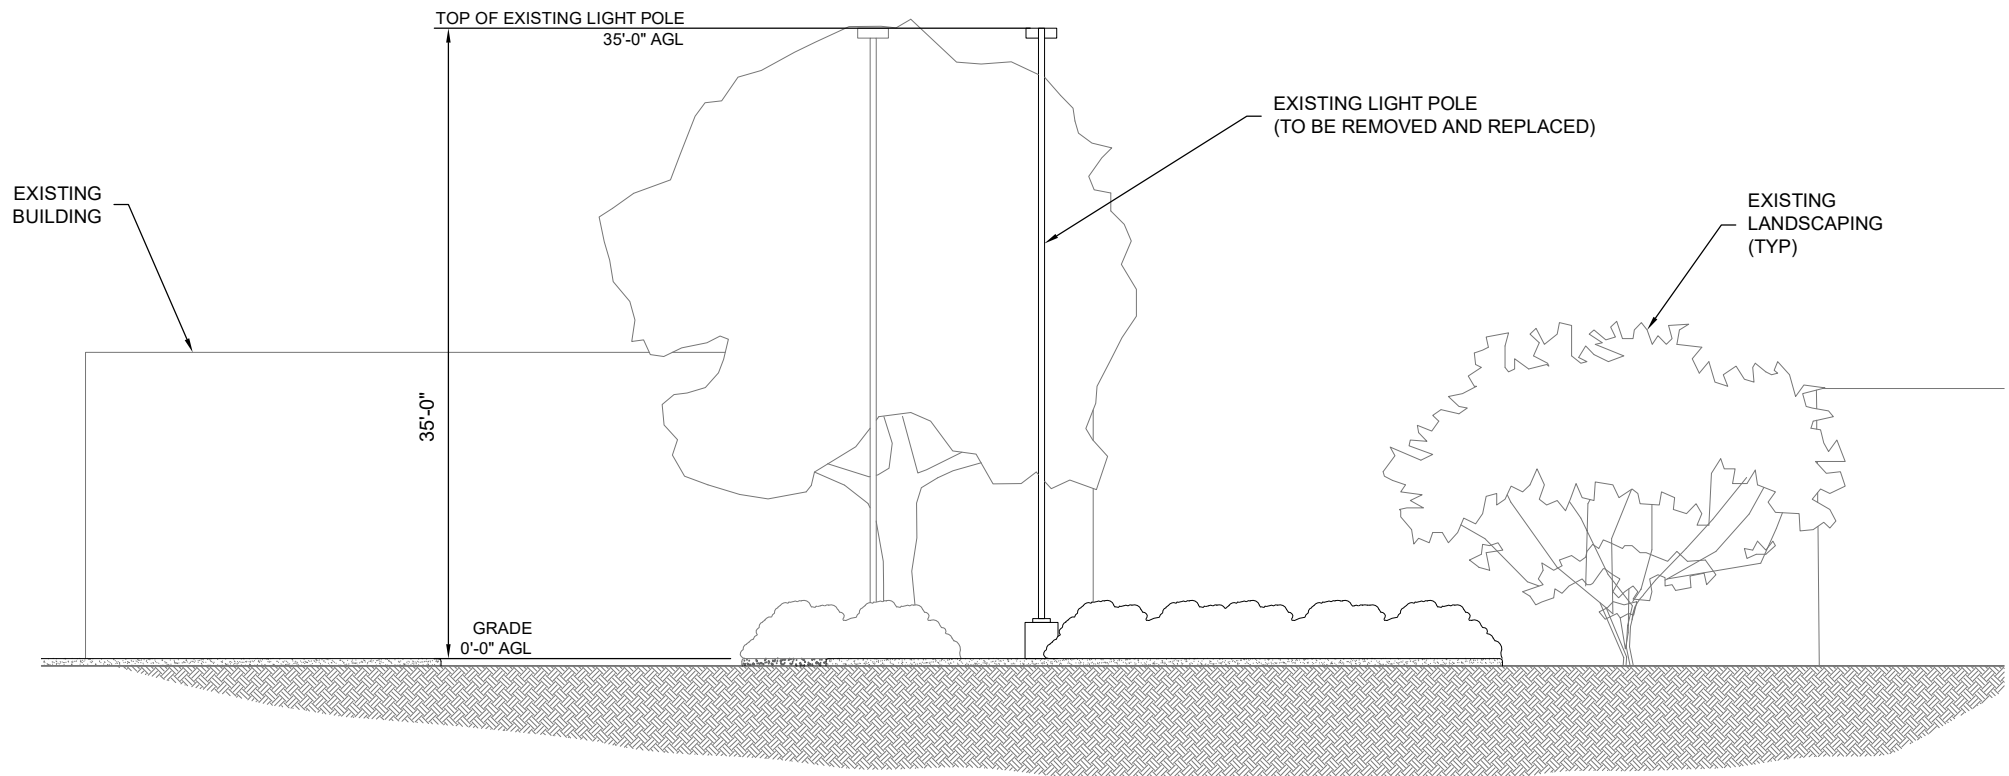 TOP OF EXISTING LIGHT POLE
35'-0" AGL
EXISTING LIGHT POLE
(TO BE REMOVED AND REPLACED)
EXISTING
BUILDING
EXISTING
LANDSCAPING
(TYP)
35'-0"
GRADE
0'-0" AGL